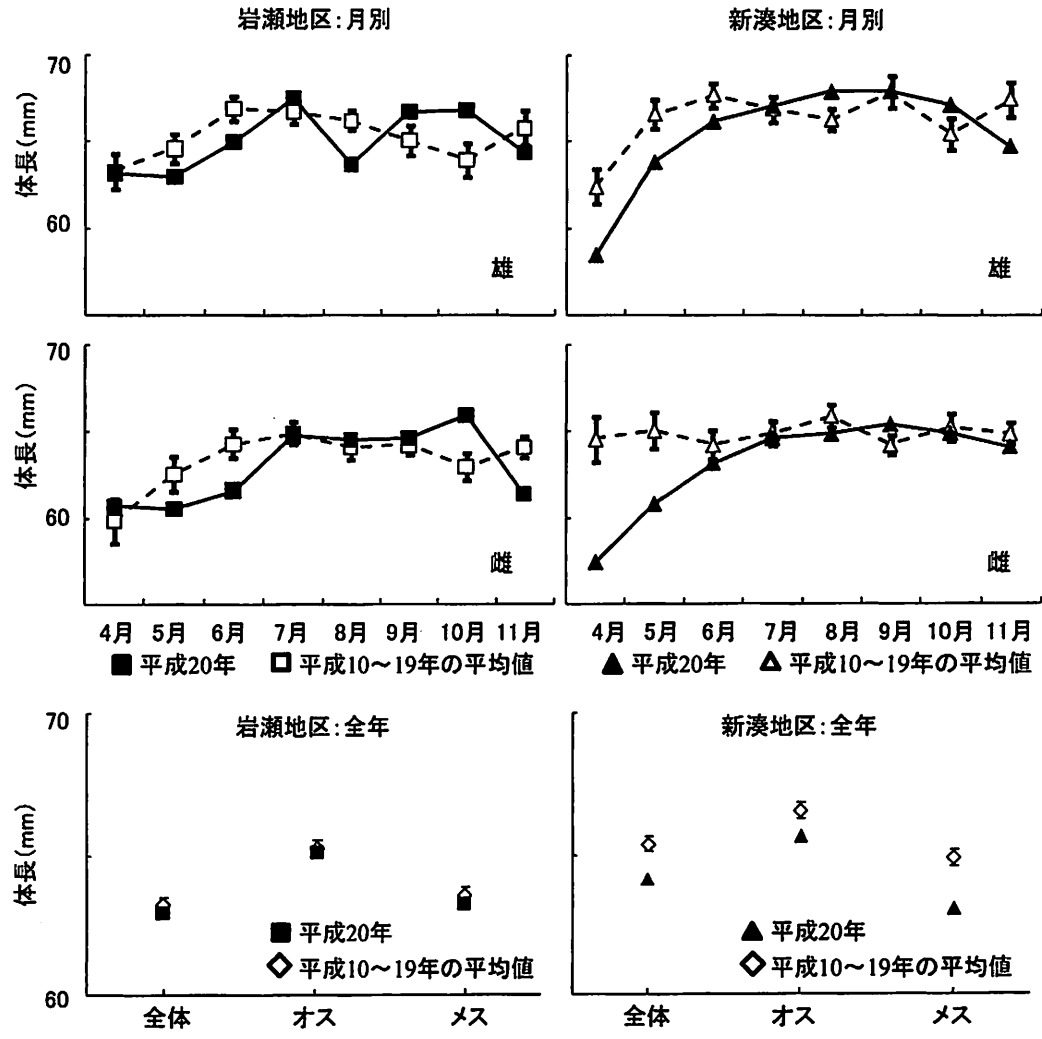 岩瀬地区:月別
新湊地区:月別
70
体長(mm)
60
雄
雄
70
体長(mm)
60
雌
雌
4月 5月 6月 7月 8月 9月 10月 11月
4月 5月 6月 7月 8月 9月 10月 11月
平成20年 平成10～19年の平均値
平成20年 平成10～19年の平均値
70
岩瀬地区:全年
新湊地区:全年
体長(mm)
平成20年
平成10～19年の平均値
平成20年
平成10～19年の平均値
60
全体 オス メス
全体 オス メス